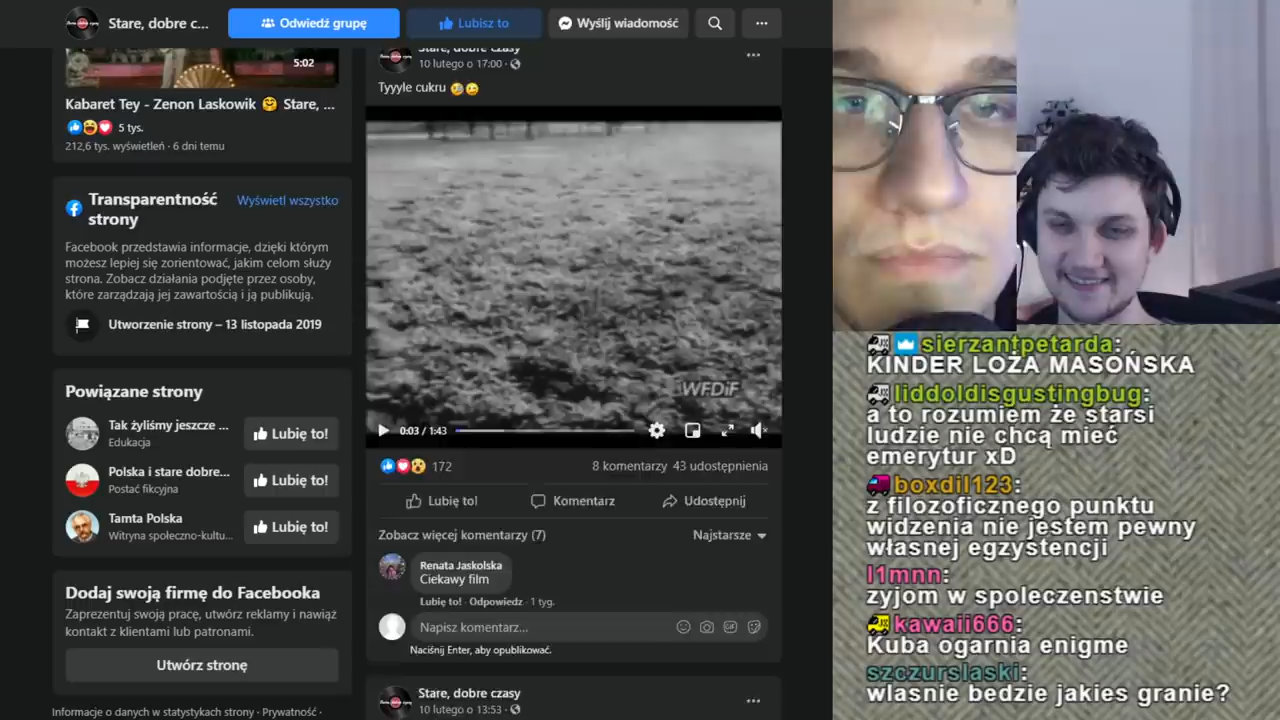 Stare, dobre c...
Odwiedź grupę
Lubisz to
Wyślij wiadomość
5:02
Kabaret Tey - Zenon Laskowik 🤗 Stare, ...
5 tys.
212,6 tys. wyświetleń · 6 dni temu
Transparentność
strony
Wyświetl wszystko
Facebook przedstawia informacje, dzięki którym
możesz lepiej się zorientować, jakim celom służy
strona. Zobacz działania podjęte przez osoby,
które zarządzają jej zawartością i ją publikują.
Utworzenie strony – 13 listopada 2019
Powiązane strony
Tak żyliśmy jeszcze ...
Edukacja
Lubię to!
Polska i stare dobre...
Postać fikcyjna
Lubię to!
Tamta Polska
Witryna społeczno-kultu...
Lubię to!
Dodaj swoją firmę do Facebooka
Zaprezentuj swoją pracę, utwórz reklamy i nawiąż
kontakt z klientami lub patronami.
Utwórz stronę
Informacje o danych w statystykach strony · Prywatność ·
Stare, dobre czasy
10 lutego o 17:00 ·
Tyyyle cukru 🤣😜
WFDiF
0:03 / 1:43
172
8 komentarzy 43 udostępnienia
Lubię to!
Komentarz
Udostępnij
Zobacz więcej komentarzy (7)
Najstarsze
Renata Jaskolska
Ciekawy film
Lubię to! · Odpowiedz · 1 tyg.
Napisz komentarz...
GIF
Naciśnij Enter, aby opublikować.
Stare, dobre czasy
10 lutego o 13:53 ·
sierzantpetarda:
KINDER LOŻA MASOŃSKA
liddoldisgustingbug:
a to rozumiem że starsi
ludzie nie chcą mieć
emerytur xD
boxdil123:
z filozoficznego punktu
widzenia nie jestem pewny
własnej egzystencji
l1mnn:
zyjom w spoleczenstwie
kawaii666:
Kuba ogarnia enigme
szczurslaski:
wlasnie bedzie jakies granie?